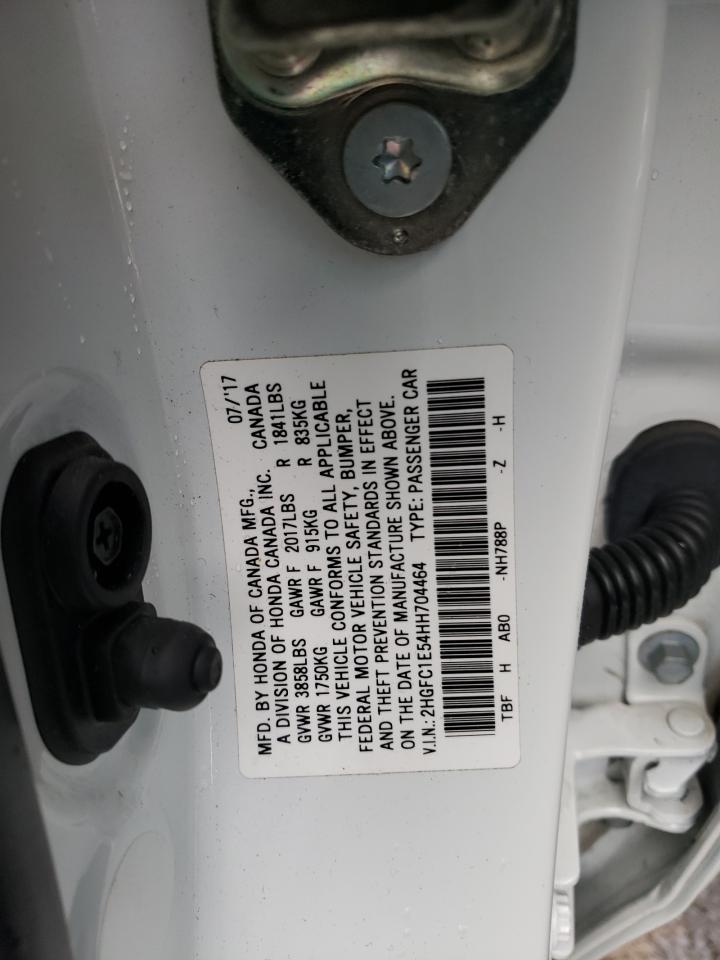 MFD. BY HONDA OF CANADA MFG., 07/'17
A DIVISION OF HONDA CANADA INC. CANADA
GVWR 3858LBS GAWR F 2017LBS R 1841LBS
GVWR 1750KG GAWR F 915KG R 835KG
THIS VEHICLE CONFORMS TO ALL APPLICABLE
FEDERAL MOTOR VEHICLE SAFETY, BUMPER,
AND THEFT PREVENTION STANDARDS IN EFFECT
ON THE DATE OF MANUFACTURE SHOWN ABOVE.
V.I.N.: 2HGFC1E54HH704464 TYPE: PASSENGER CAR
TBF H AB0 -NH788P -Z -H